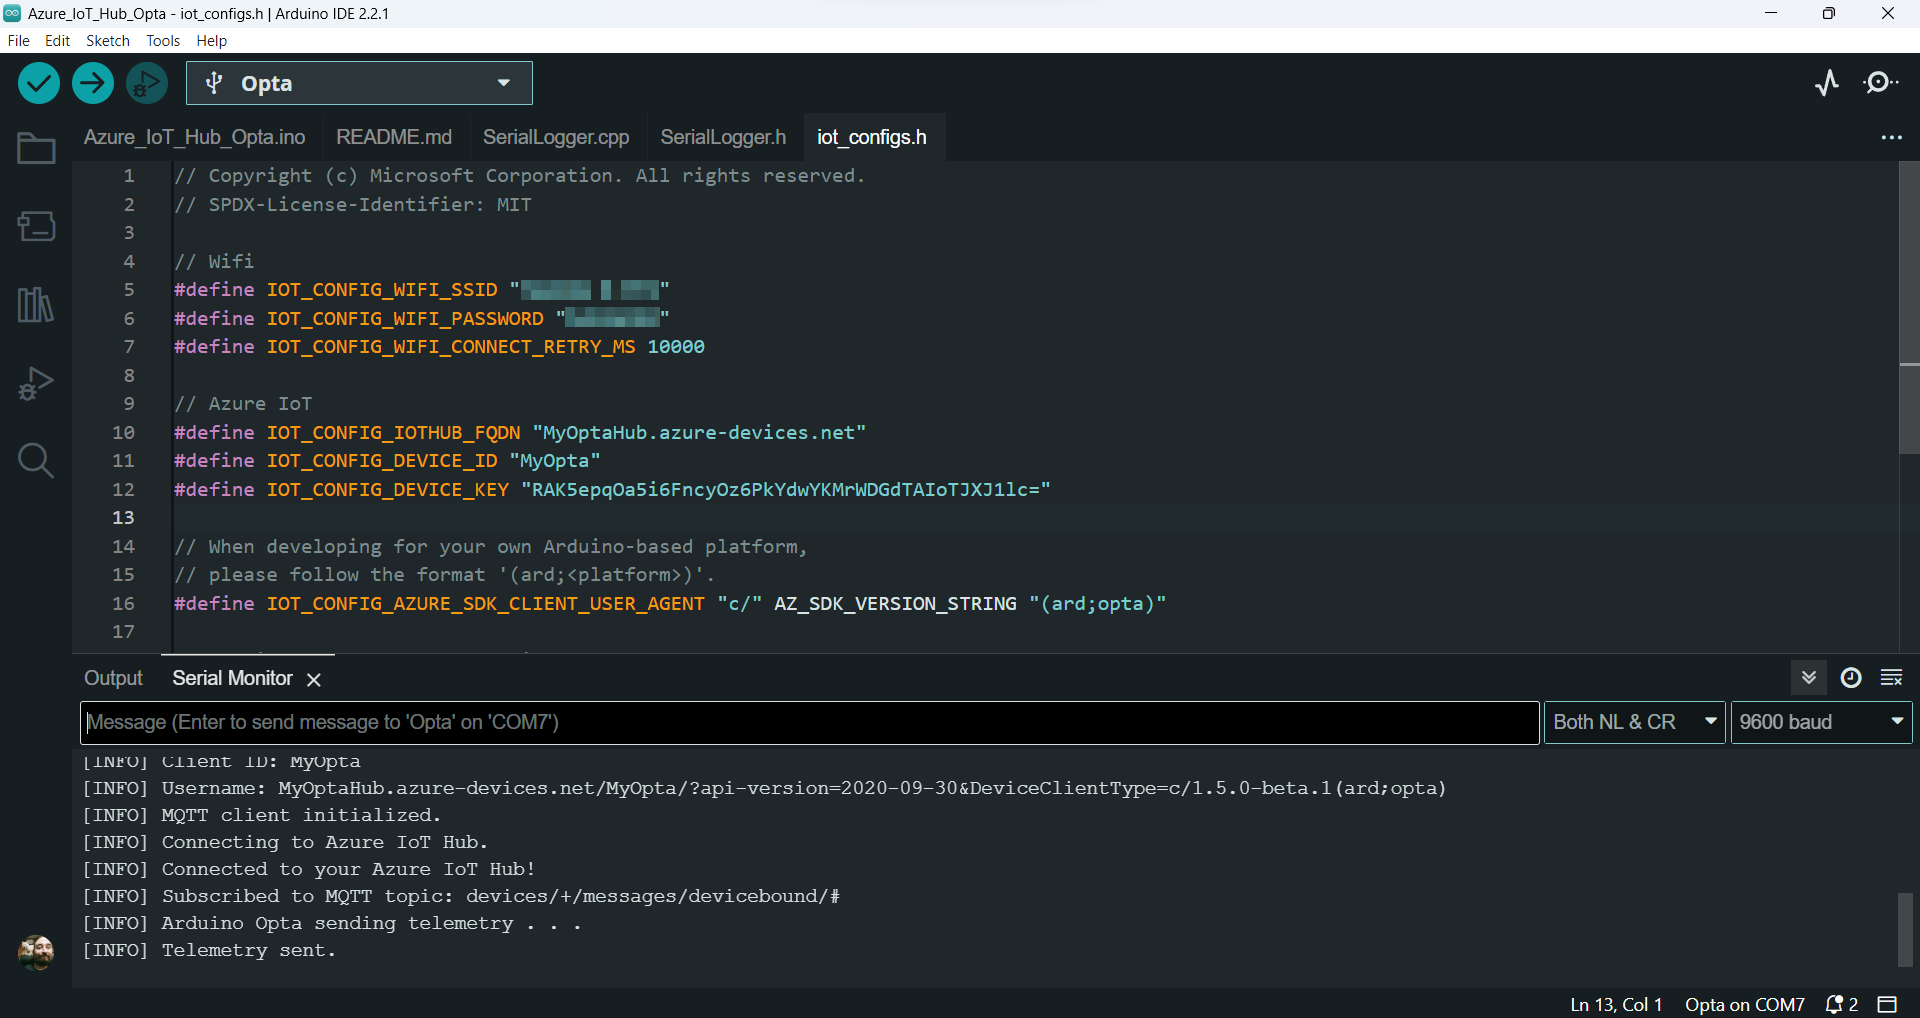 Azure_IoT_Hub_Opta - iot_configs.h | Arduino IDE 2.2.1
File Edit Sketch Tools Help
Opta
Azure_IoT_Hub_Opta.ino README.md SerialLogger.cpp SerialLogger.h iot_configs.h
1 // Copyright (c) Microsoft Corporation. All rights reserved.
2 // SPDX-License-Identifier: MIT
3
4 // Wifi
5 #define IOT_CONFIG_WIFI_SSID ""
6 #define IOT_CONFIG_WIFI_PASSWORD ""
7 #define IOT_CONFIG_WIFI_CONNECT_RETRY_MS 10000
8
9 // Azure IoT
10 #define IOT_CONFIG_IOTHUB_FQDN "MyOptaHub.azure-devices.net"
11 #define IOT_CONFIG_DEVICE_ID "MyOpta"
12 #define IOT_CONFIG_DEVICE_KEY "RAK5epqOa5i6FncyOz6PkYdwYKMrWDGdTAIoTJXJ1lc="
13
14 // When developing for your own Arduino-based platform,
15 // please follow the format '(ard;<platform>)'.
16 #define IOT_CONFIG_AZURE_SDK_CLIENT_USER_AGENT "c/" AZ_SDK_VERSION_STRING "(ard;opta)"
17
Output Serial Monitor
Message (Enter to send message to 'Opta' on 'COM7') Both NL & CR 9600 baud
[INFO] Client ID: MyOpta
[INFO] Username: MyOptaHub.azure-devices.net/MyOpta/?api-version=2020-09-30&DeviceClientType=c/1.5.0-beta.1(ard;opta)
[INFO] MQTT client initialized.
[INFO] Connecting to Azure IoT Hub.
[INFO] Connected to your Azure IoT Hub!
[INFO] Subscribed to MQTT topic: devices/+/messages/devicebound/#
[INFO] Arduino Opta sending telemetry . . .
[INFO] Telemetry sent.
Ln 13, Col 1 Opta on COM7 2